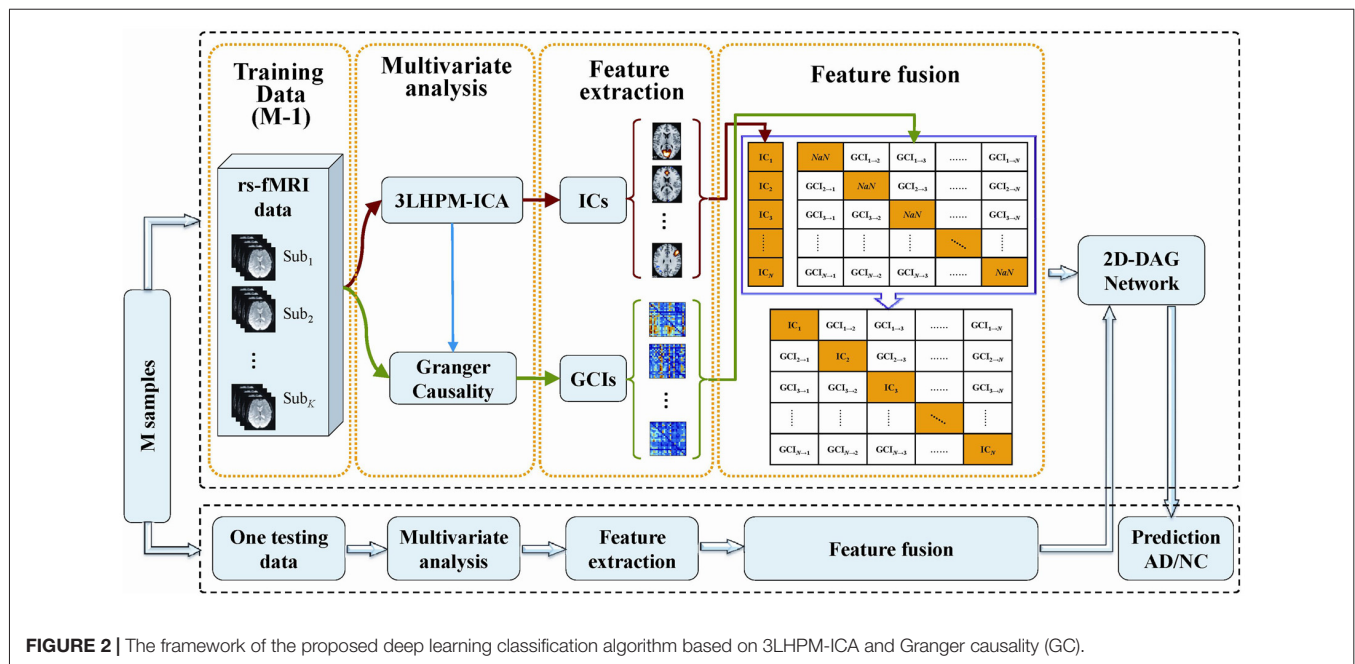 Training
Data
(M-1)
Multivariate
analysis
Feature
extraction
Feature fusion
rs-fMRI
data
Sub1
Sub2
...
SubK
3LHPM-ICA
Granger
Causality
ICs
GCIs
IC1
IC2
IC3
ICN
NaN GCI1→2 GCI1→3 ...... GCI1→N
GCI2→1 NaN GCI2→3 ...... GCI2→N
GCI3→1 GCI3→2 NaN ...... GCI3→N
GCIN→1 GCIN→2 GCIN→3 ...... NaN
IC1 GCI1→2 GCI1→3 ...... GCI1→N
GCI2→1 IC2 GCI2→3 ...... GCI2→N
GCI3→1 GCI3→2 IC3 ...... GCI3→N
GCIN→1 GCIN→2 GCIN→3 ...... ICN
2D-DAG
Network
M samples
One testing
data
Multivariate
analysis
Feature
extraction
Feature fusion
Prediction
AD/NC
FIGURE 2 | The framework of the proposed deep learning classification algorithm based on 3LHPM-ICA and Granger causality (GC).